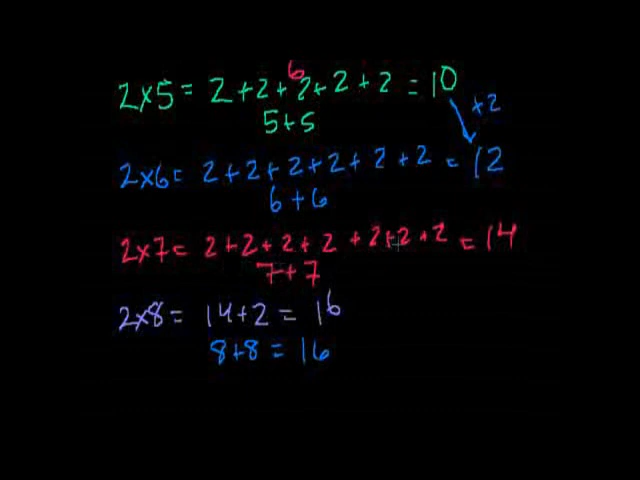 6
2x5 = 2 + 2 + 2 + 2 + 2 = 10
+2
5+5
2x6 = 2 + 2 + 2 + 2 + 2 + 2 = 12
6 + 6
2x7 = 2 + 2 + 2 + 2 + 2 + 2 + 2 = 14
7 + 7
2x8 = 14 + 2 = 16
8+8 = 16